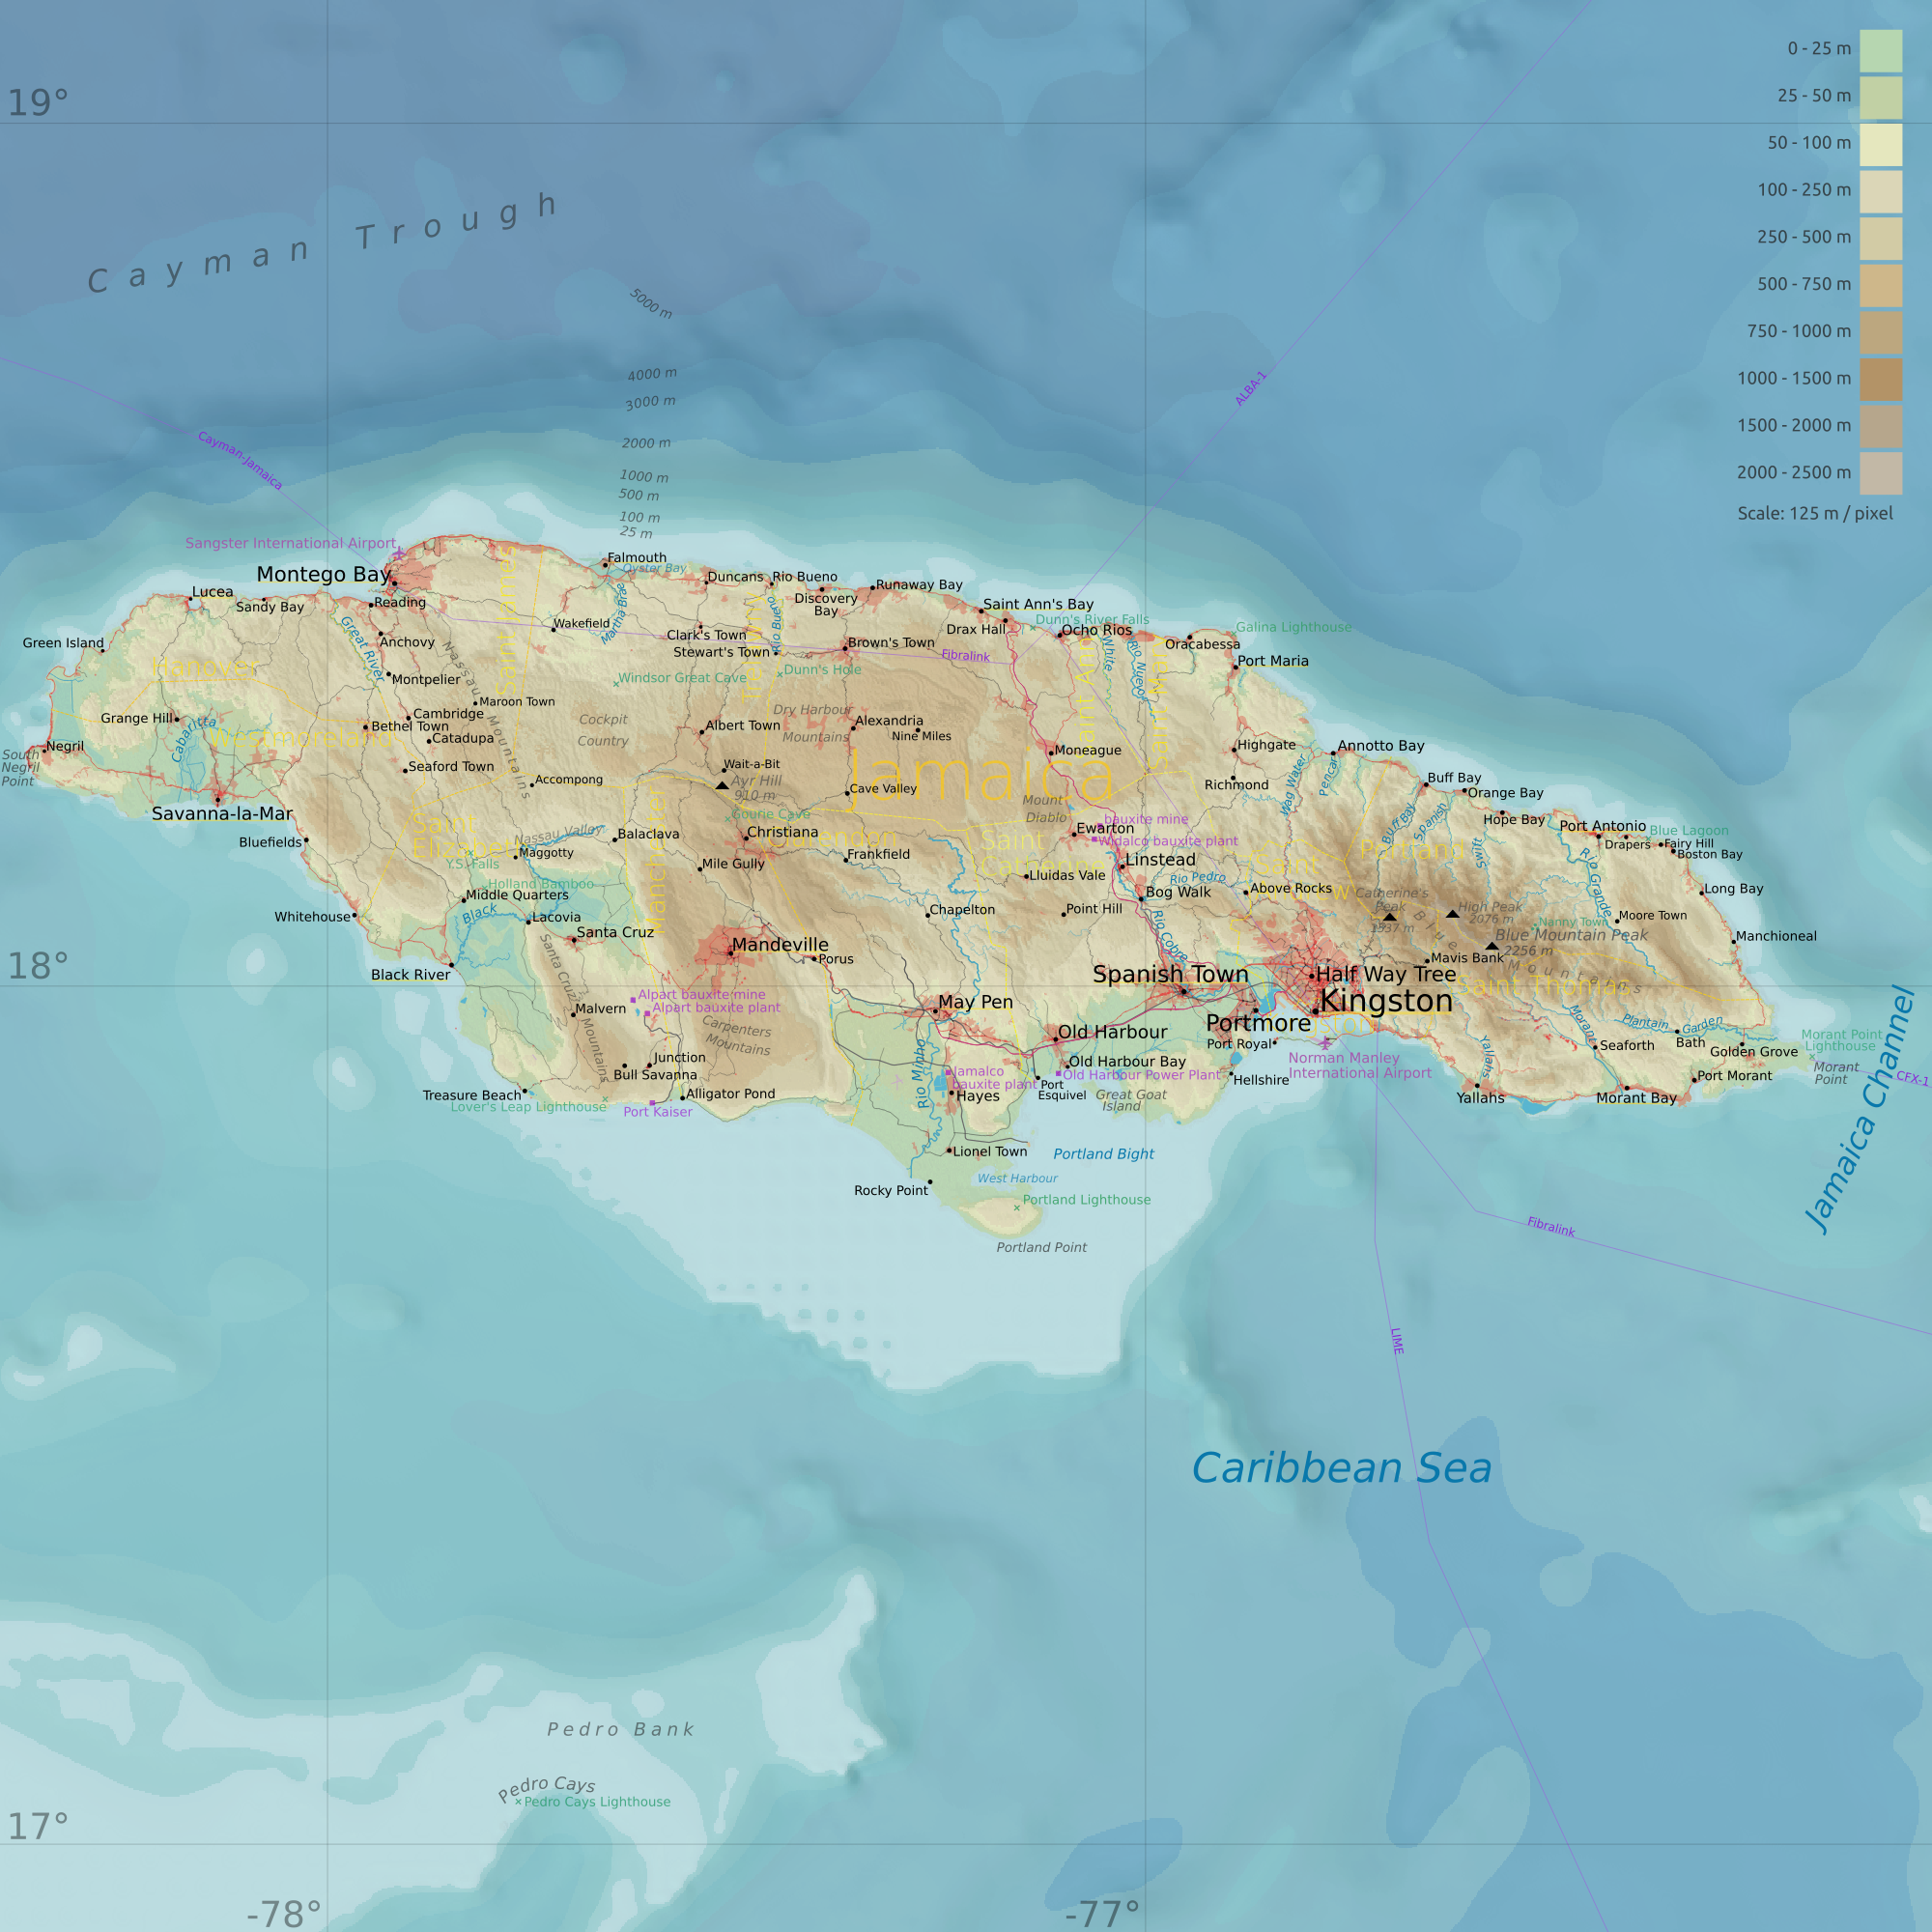 0 - 25 m
25 - 50 m
50 - 100 m
100 - 250 m
250 - 500 m
500 - 750 m
750 - 1000 m
1000 - 1500 m
1500 - 2000 m
2000 - 2500 m
Scale: 125 m / pixel
19°
Cayman Trough
5000 m
4000 m
3000 m
2000 m
1000 m
500 m
100 m
25 m
ALBA-1
Cayman-Jamaica
Sangster International Airport
Montego Bay
Falmouth
Oyster Bay
Lucea
Sandy Bay
Reading
Duncans
Rio Bueno
Discovery
Bay
Runaway Bay
Saint Ann's Bay
Drax Hall
Dunn's River Falls
Ocho Rios
Galina Lighthouse
Oracabessa
Port Maria
Green Island
Hanover
Great River
Anchovy
Montpelier
Nassau Mountains
Saint James
Wakefield
Martha Brae
Clark's Town
Stewart's Town
Rio Bueno
Trelawny
Brown's Town
Fibralink
Windsor Great Cave
Dunn's Hole
Saint Ann
White
Rio Nuevo
Saint Mary
Maroon Town
Cambridge
Bethel Town
Catadupa
Seaford Town
Grange Hill
Cabaritta
Westmoreland
Negril
South
Negril
Point
Savanna-la-Mar
Cockpit
Country
Dry Harbour
Mountains
Albert Town
Alexandria
Nine Miles
Wait-a-Bit
Ayr Hill
910 m
Cave Valley
Accompong
Jamaica
Moneague
Mount
Diablo
Highgate
Richmond
Annotto Bay
Wag Water
Pencar
Buff Bay
Orange Bay
Hope Bay
Buff Bay
Spanish
Swift
Port Antonio
Blue Lagoon
Drapers
Fairy Hill
Boston Bay
Long Bay
Rio Grande
Moore Town
Manchioneal
Portland
Bluefields
Saint
Elizabeth
Nassau Valley
Balaclava
Maggotty
Y.S. Falls
Holland Bamboo
Middle Quarters
Whitehouse
Black
Lacovia
Santa Cruz
Black River
Manchester
Gourie Cave
Christiana
Clarendon
Frankfield
Mile Gully
Chapelton
Saint
Catherine
Ewarton
bauxite mine
Widalco bauxite plant
Linstead
Lluidas Vale
Bog Walk
Rio Pedro
Point Hill
Rio Cobre
Saint
Andrew
Above Rocks
Catherine's
Peak
1537 m
High Peak
2076 m
Nanny Town
Blue Mountain Peak
2256 m
Blue Mountains
Mavis Bank
Saint Thomas
18°
Mandeville
Porus
Santa Cruz Mountains
Malvern
Alpart bauxite mine
Alpart bauxite plant
Carpenters
Mountains
Junction
Bull Savanna
Treasure Beach
Lover's Leap Lighthouse
Port Kaiser
Alligator Pond
May Pen
Rio Minho
Jamalco
bauxite plant
Hayes
Spanish Town
Half Way Tree
Kingston
Portmore
Old Harbour
Port Royal
Old Harbour Bay
Old Harbour Power Plant
Port
Esquivel
Great Goat
Island
Hellshire
Norman Manley
International Airport
Yallahs
Yallahs
Morant
Plantain Garden
Seaforth
Bath
Golden Grove
Morant Bay
Port Morant
Morant Point
Lighthouse
Morant
Point
CFX-1
Jamaica Channel
Lionel Town
Rocky Point
Portland Bight
West Harbour
Portland Lighthouse
Portland Point
Fibralink
LIME
Caribbean Sea
Pedro Bank
Pedro Cays
Pedro Cays Lighthouse
17°
-78°
-77°